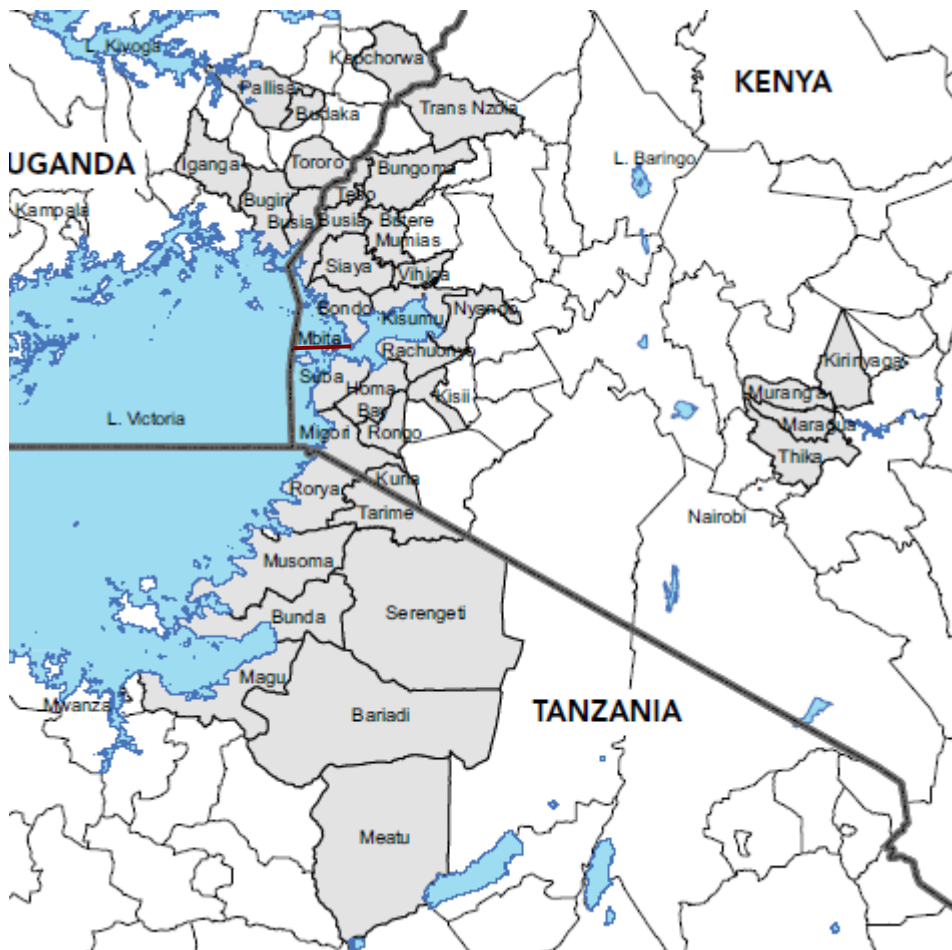 L. Kiyoga
Kapchorwa
Pallisa
Budaka
Trans Nzoia
KENYA
UGANDA
Iganga
Tororo
Bungoma
L. Baringo
Teso
Bugiri
Kampala
Busia
Busia
Butere
Mumias
Siaya
Vihiga
Bondo
Kisumu
Nyando
Mbita
Rachuonyo
Kirinyaga
Suba
Homa
Bay
Kisii
Murang'a
L. Victoria
Migori
Rongo
Maragua
Thika
Kuria
Rorya
Tarime
Nairobi
Musoma
Bunda
Serengeti
Magu
Mwanza
Bariadi
TANZANIA
Meatu